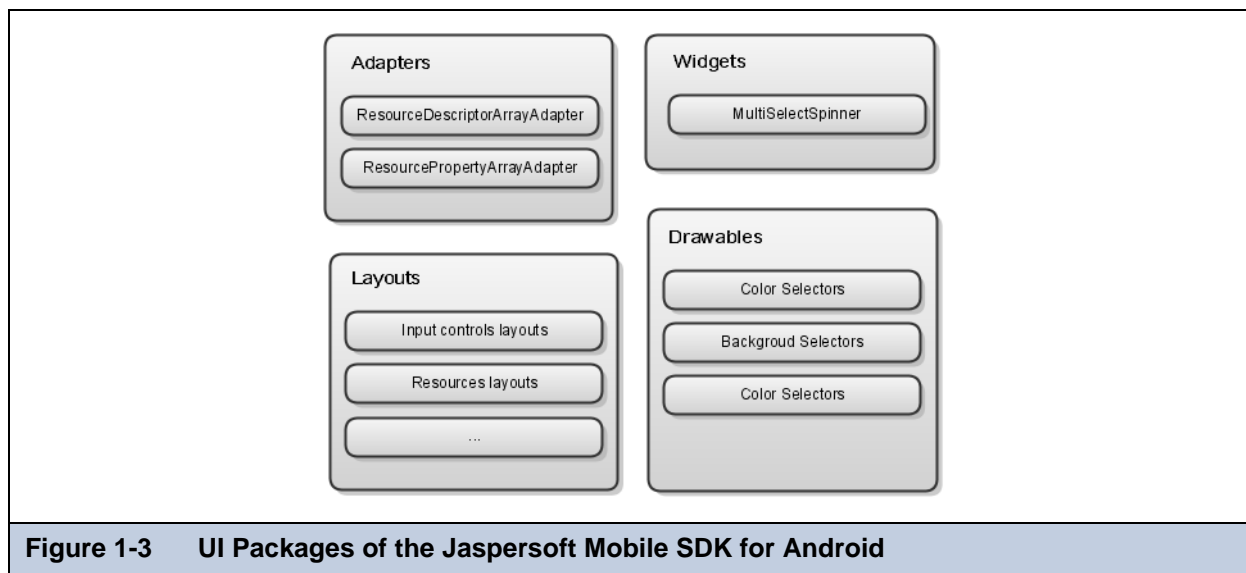 Adapters
ResourceDescriptorArrayAdapter
ResourcePropertyArrayAdapter
Widgets
MultiSelectSpinner
Layouts
Input controls layouts
Resources layouts
...
Drawables
Color Selectors
Backgroud Selectors
Color Selectors
Figure 1-3 UI Packages of the Jaspersoft Mobile SDK for Android